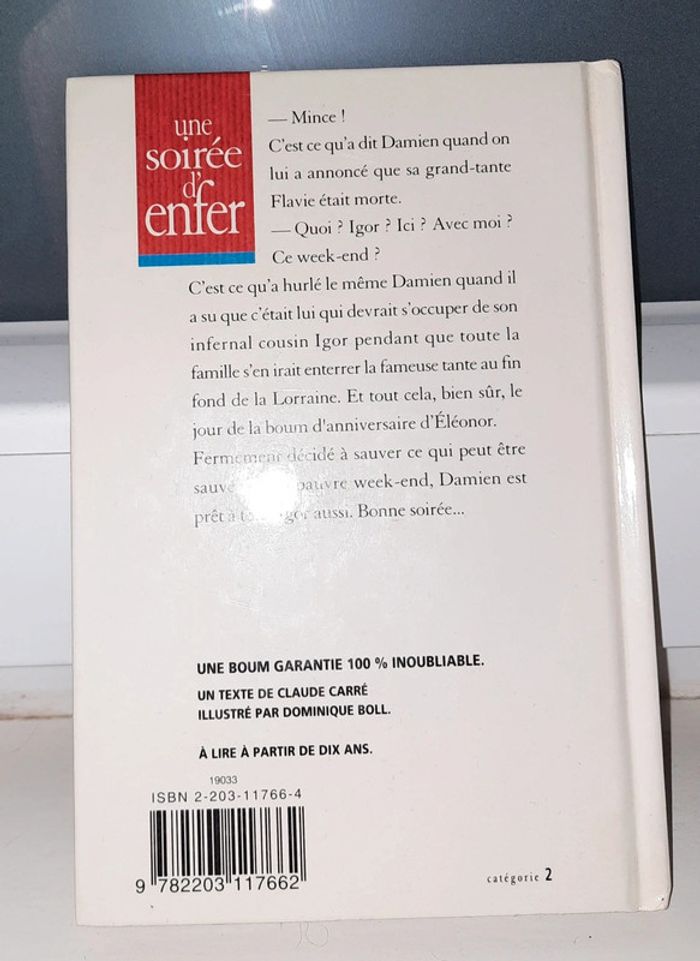 une
soirée
d'
enfer
— Mince !
C'est ce qu'a dit Damien quand on
lui a annoncé que sa grand-tante
Flavie était morte.
— Quoi ? Igor ? Ici ? Avec moi ?
Ce week-end ?
C'est ce qu'a hurlé le même Damien quand il
a su que c'était lui qui devrait s'occuper de son
infernal cousin Igor pendant que toute la
famille s'en irait enterrer la fameuse tante au fin
fond de la Lorraine. Et tout cela, bien sûr, le
jour de la boum d'anniversaire d'Éléonor.
Fermement décidé à sauver ce qui peut être
pauvre week-end, Damien est
prêt à aussi. Bonne soirée...
UNE BOUM GARANTIE 100 % INOUBLIABLE.
UN TEXTE DE CLAUDE CARRÉ
ILLUSTRÉ PAR DOMINIQUE BOLL.
À LIRE À PARTIR DE DIX ANS.
19033
ISBN 2-203-11766-4
9 782203 117662
catégorie 2